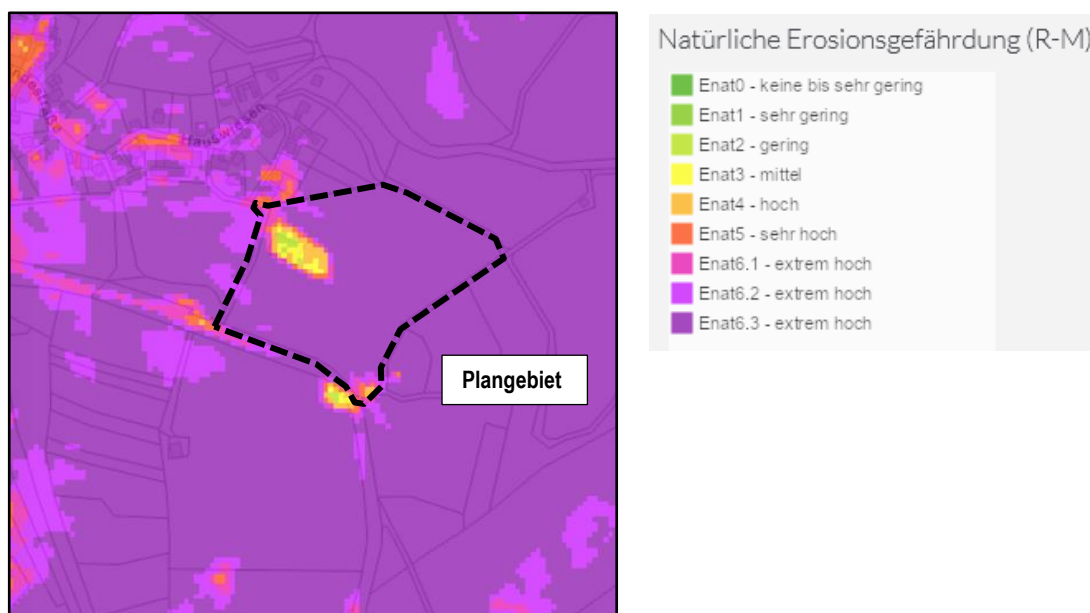 Natürliche Erosionsgefährdung (R-M)
Enat0 - keine bis sehr gering
Enat1 - sehr gering
Enat2 - gering
Enat3 - mittel
Enat4 - hoch
Enat5 - sehr hoch
Enat6.1 - extrem hoch
Enat6.2 - extrem hoch
Enat6.3 - extrem hoch
Hauswiesen
Plangebiet